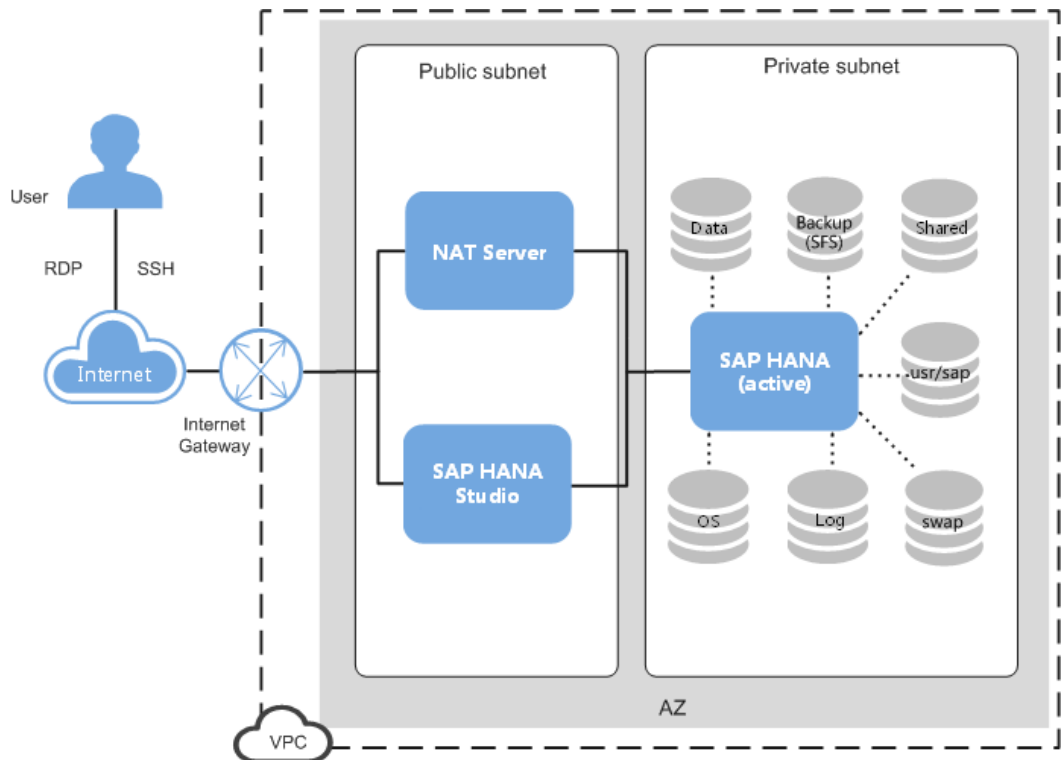 Public subnet
Private subnet
User
RDP
SSH
Internet
Internet
Gateway
NAT Server
SAP HANA
Studio
Data
Backup
(SFS)
Shared
SAP HANA
(active)
usr/sap
OS
Log
swap
AZ
VPC